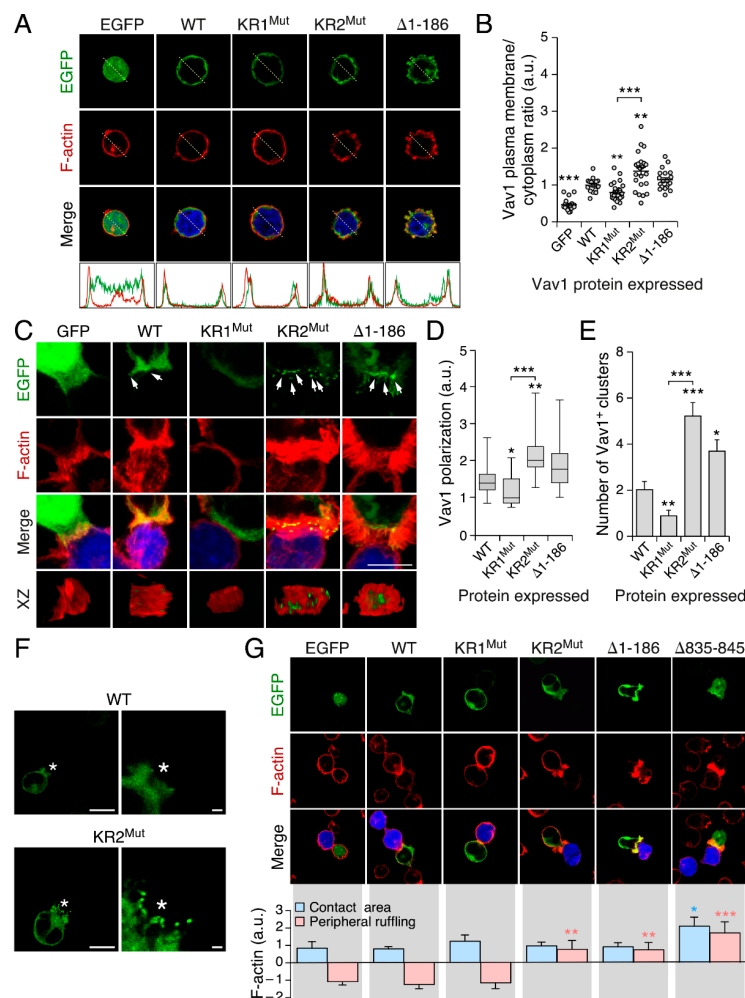 A
EGFP WT KR1Mut KR2Mut Δ1-186
EGFP
F-actin
Merge
B
Vav1 plasma membrane/
cytoplasm ratio (a.u.)
5
4
3
2
1
0
***
**
***
**
GFP WT KR1Mut KR2Mut Δ1-186
Vav1 protein expressed
C
GFP WT KR1Mut KR2Mut Δ1-186
EGFP
F-actin
Merge
XZ
D
Vav1 polarization (a.u.)
5
4
3
2
1
0
*
***
**
WT KR1Mut KR2Mut Δ1-186
Protein expressed
E
Number of Vav1+ clusters
8
6
4
2
0
**
***
***
*
WT KR1Mut KR2Mut Δ1-186
Protein expressed
F
WT
* *
KR2Mut
* *
G
EGFP WT KR1Mut KR2Mut Δ1-186 Δ835-845
EGFP
F-actin
Merge
F-actin (a.u.)
3
2
1
0
−1
−2
Contact area
Peripheral ruffling
** ** * ***